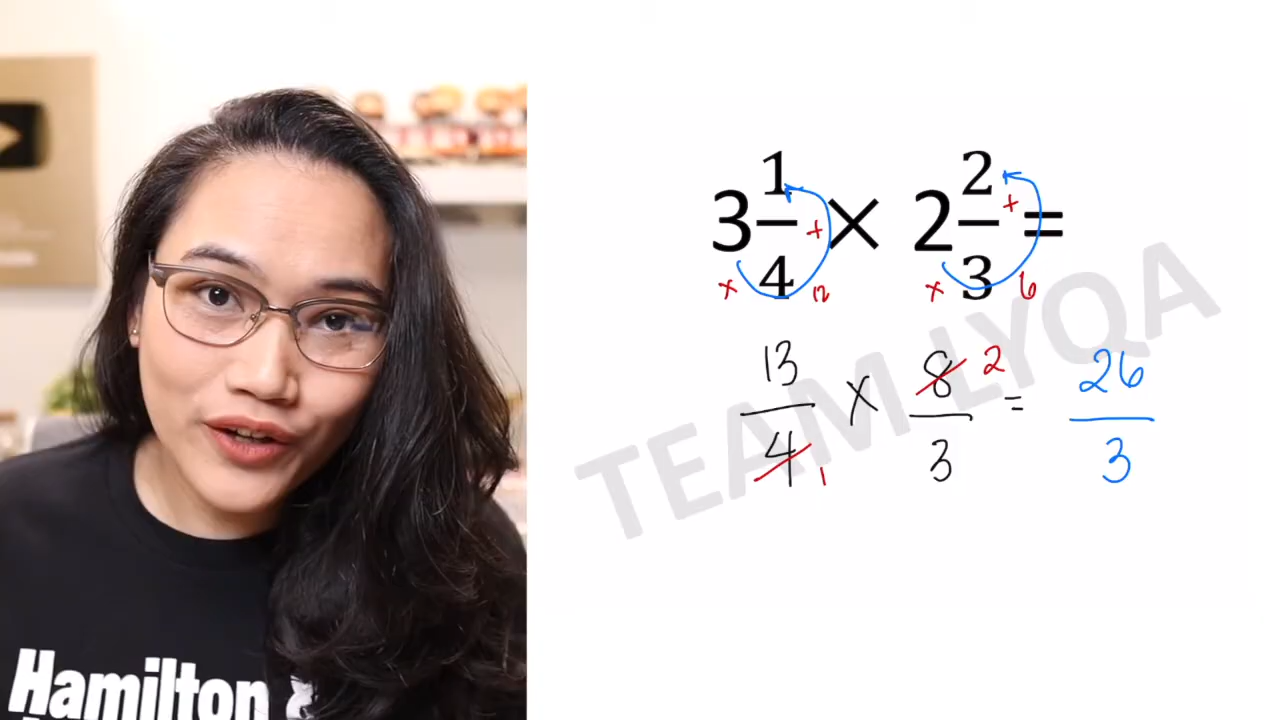 3 1/4 × 2 2/3 =
+ +
× 12 × 6
13/4 × 8/3 = 26/3
2
1
TEAM LYQA
Hamilton &